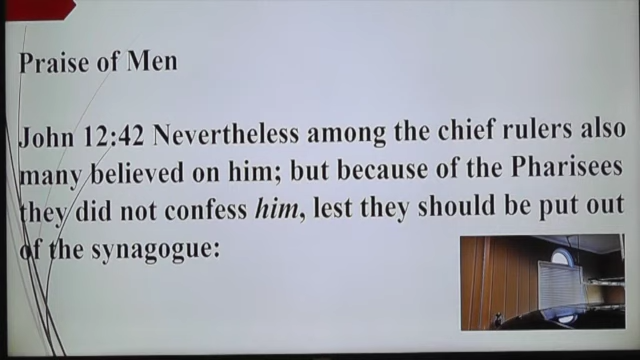 Praise of Men
John 12:42 Nevertheless among the chief rulers also
many believed on him; but because of the Pharisees
they did not confess him, lest they should be put out
of the synagogue: